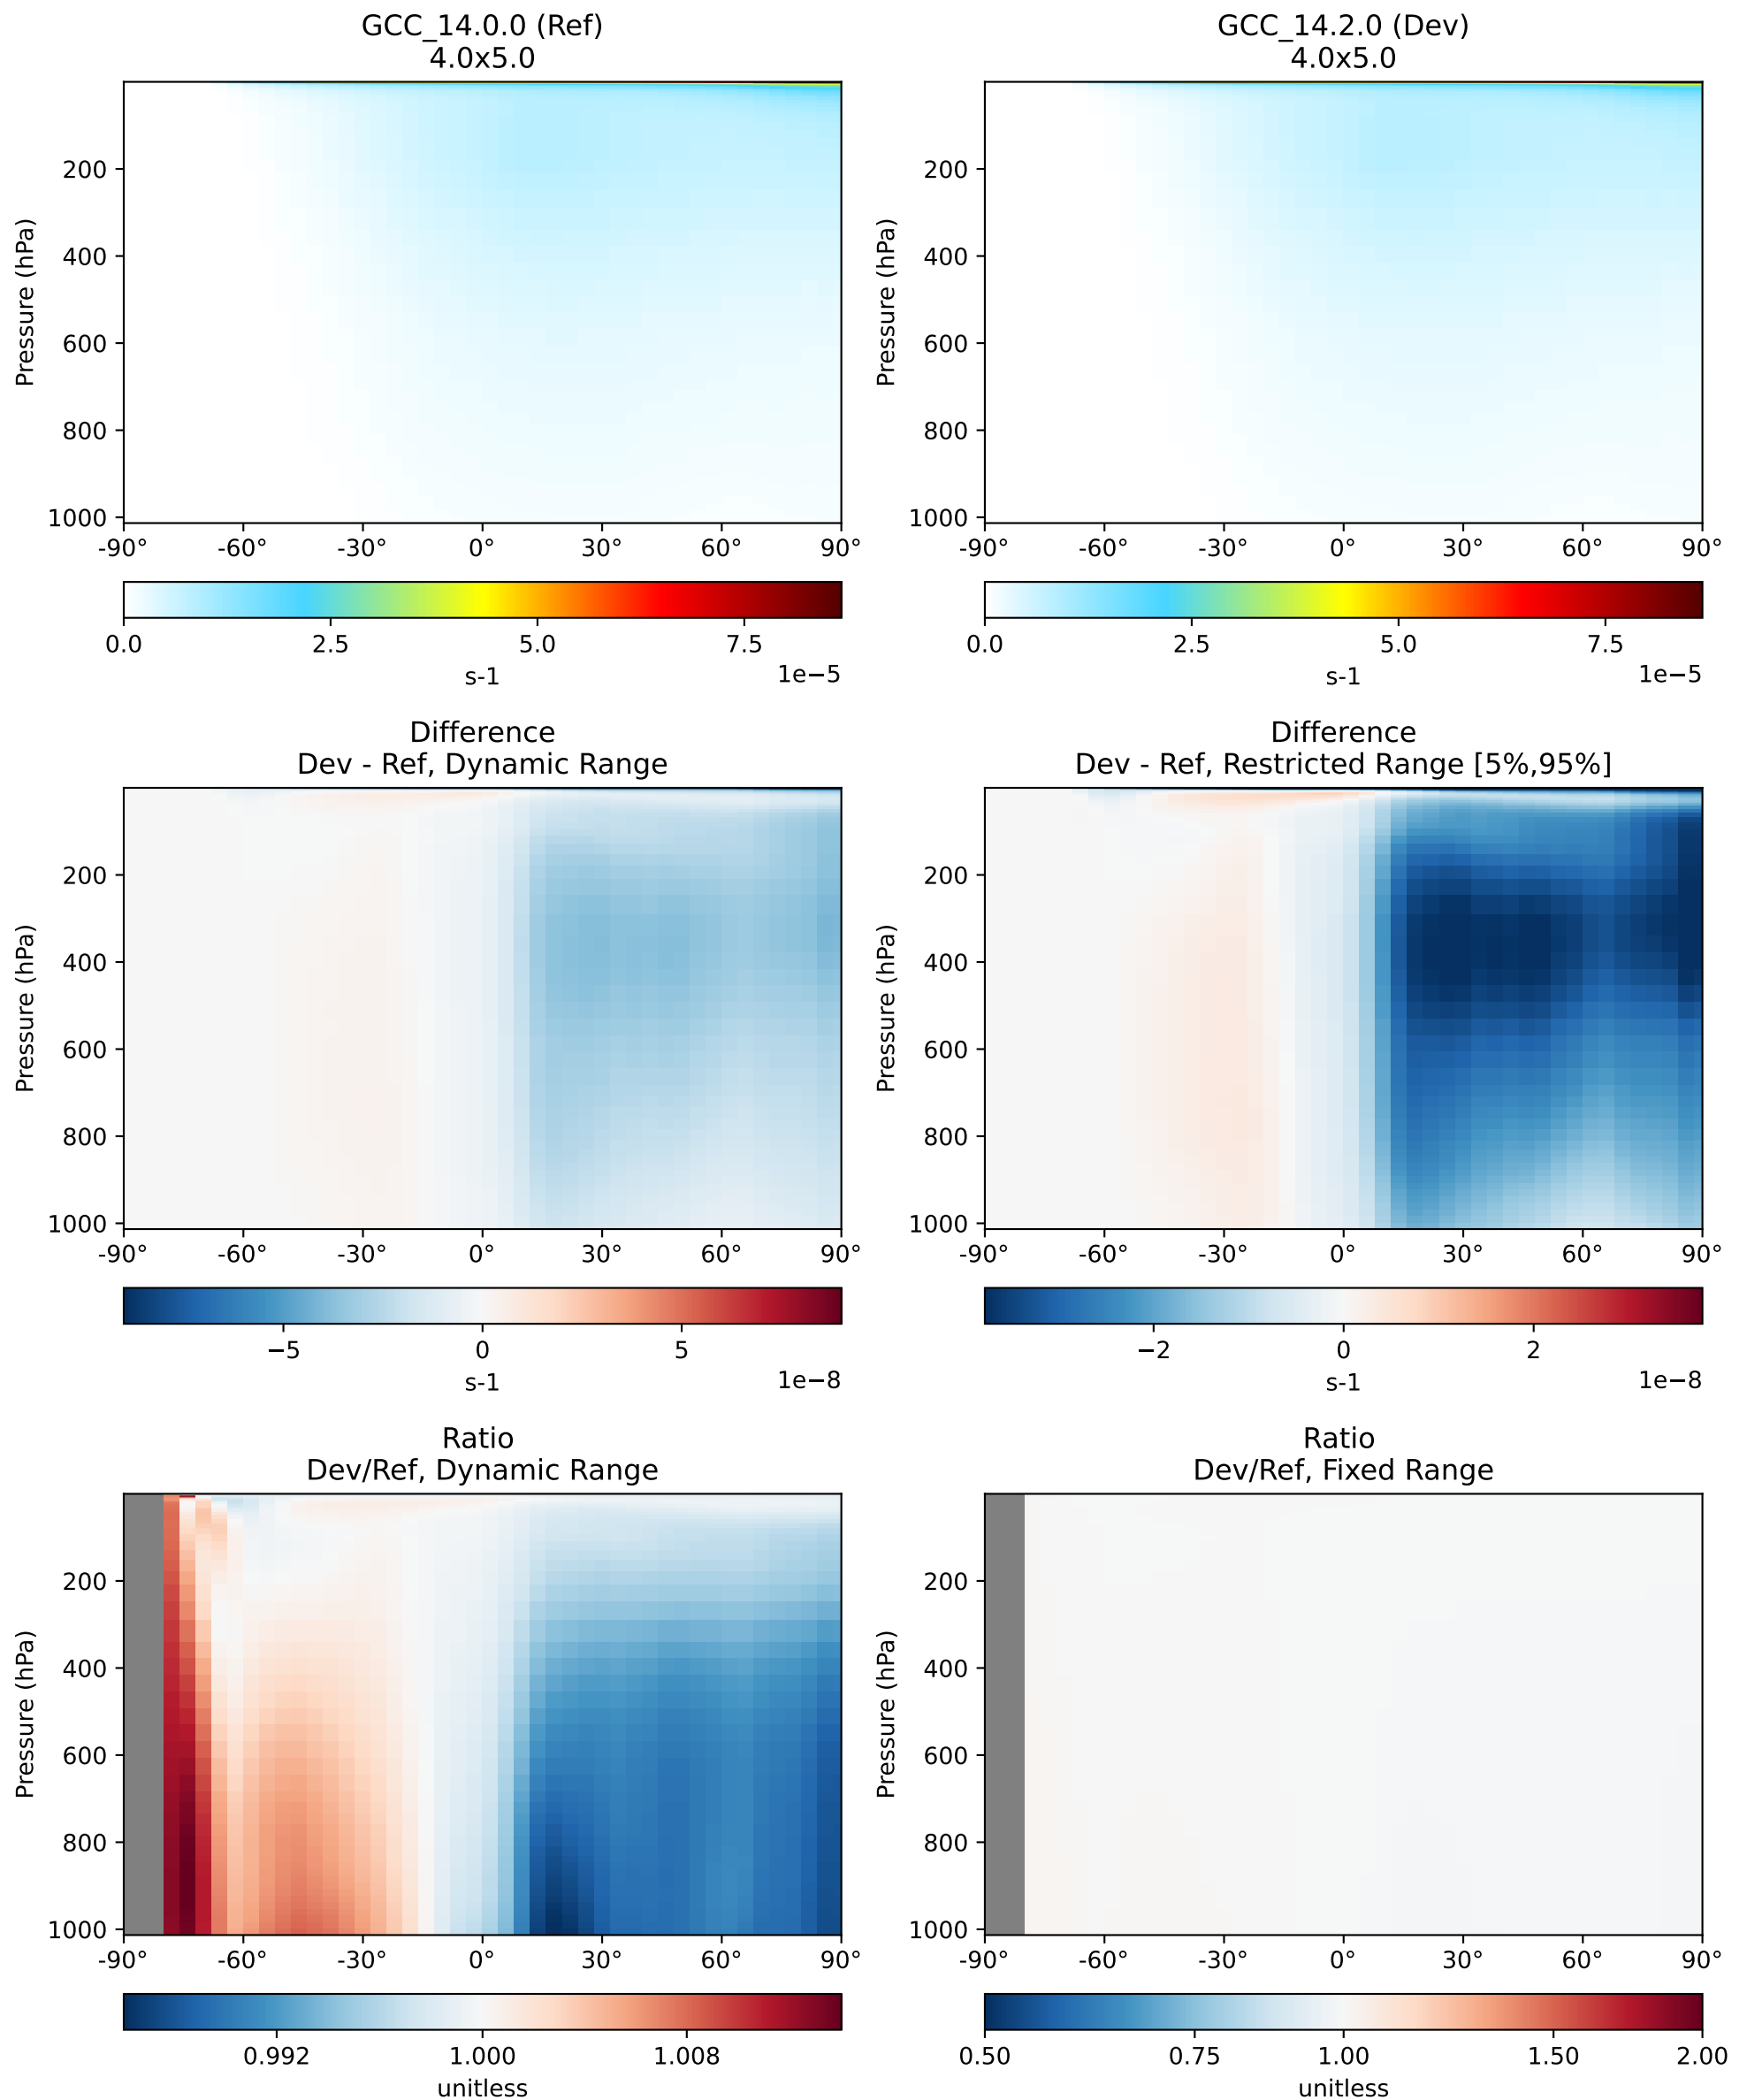 GCC_14.0.0 (Ref)
4.0x5.0
Pressure (hPa)
200
400
600
800
1000
-90° -60° -30° 0° 30° 60° 90°
0.0 2.5 5.0 7.5
1e−5
s-1
GCC_14.2.0 (Dev)
4.0x5.0
Pressure (hPa)
200
400
600
800
1000
-90° -60° -30° 0° 30° 60° 90°
0.0 2.5 5.0 7.5
1e−5
s-1
Difference
Dev - Ref, Dynamic Range
Pressure (hPa)
200
400
600
800
1000
-90° -60° -30° 0° 30° 60° 90°
−5 0 5
1e−8
s-1
Difference
Dev - Ref, Restricted Range [5%,95%]
Pressure (hPa)
200
400
600
800
1000
-90° -60° -30° 0° 30° 60° 90°
−2 0 2
1e−8
s-1
Ratio
Dev/Ref, Dynamic Range
Pressure (hPa)
200
400
600
800
1000
-90° -60° -30° 0° 30° 60° 90°
0.992 1.000 1.008
unitless
Ratio
Dev/Ref, Fixed Range
Pressure (hPa)
200
400
600
800
1000
-90° -60° -30° 0° 30° 60° 90°
0.50 0.75 1.00 1.50 2.00
unitless